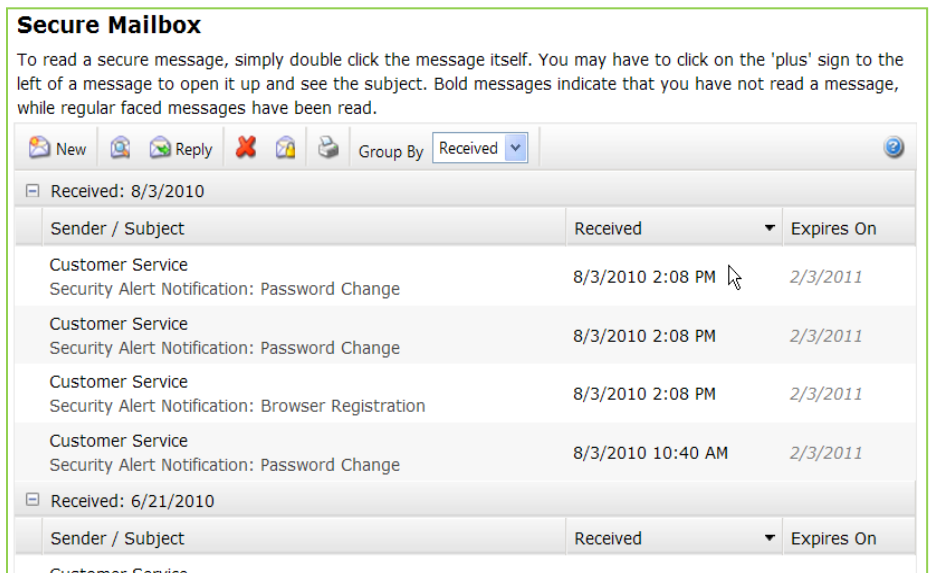 Secure Mailbox
To read a secure message, simply double click the message itself. You may have to click on the 'plus' sign to the
left of a message to open it up and see the subject. Bold messages indicate that you have not read a message,
while regular faced messages have been read.
New Reply Group By Received
Received: 8/3/2010
Sender / Subject Received Expires On
Customer Service
Security Alert Notification: Password Change
8/3/2010 2:08 PM 2/3/2011
Customer Service
Security Alert Notification: Password Change
8/3/2010 2:08 PM 2/3/2011
Customer Service
Security Alert Notification: Browser Registration
8/3/2010 2:08 PM 2/3/2011
Customer Service
Security Alert Notification: Password Change
8/3/2010 10:40 AM 2/3/2011
Received: 6/21/2010
Sender / Subject Received Expires On
Customer Service